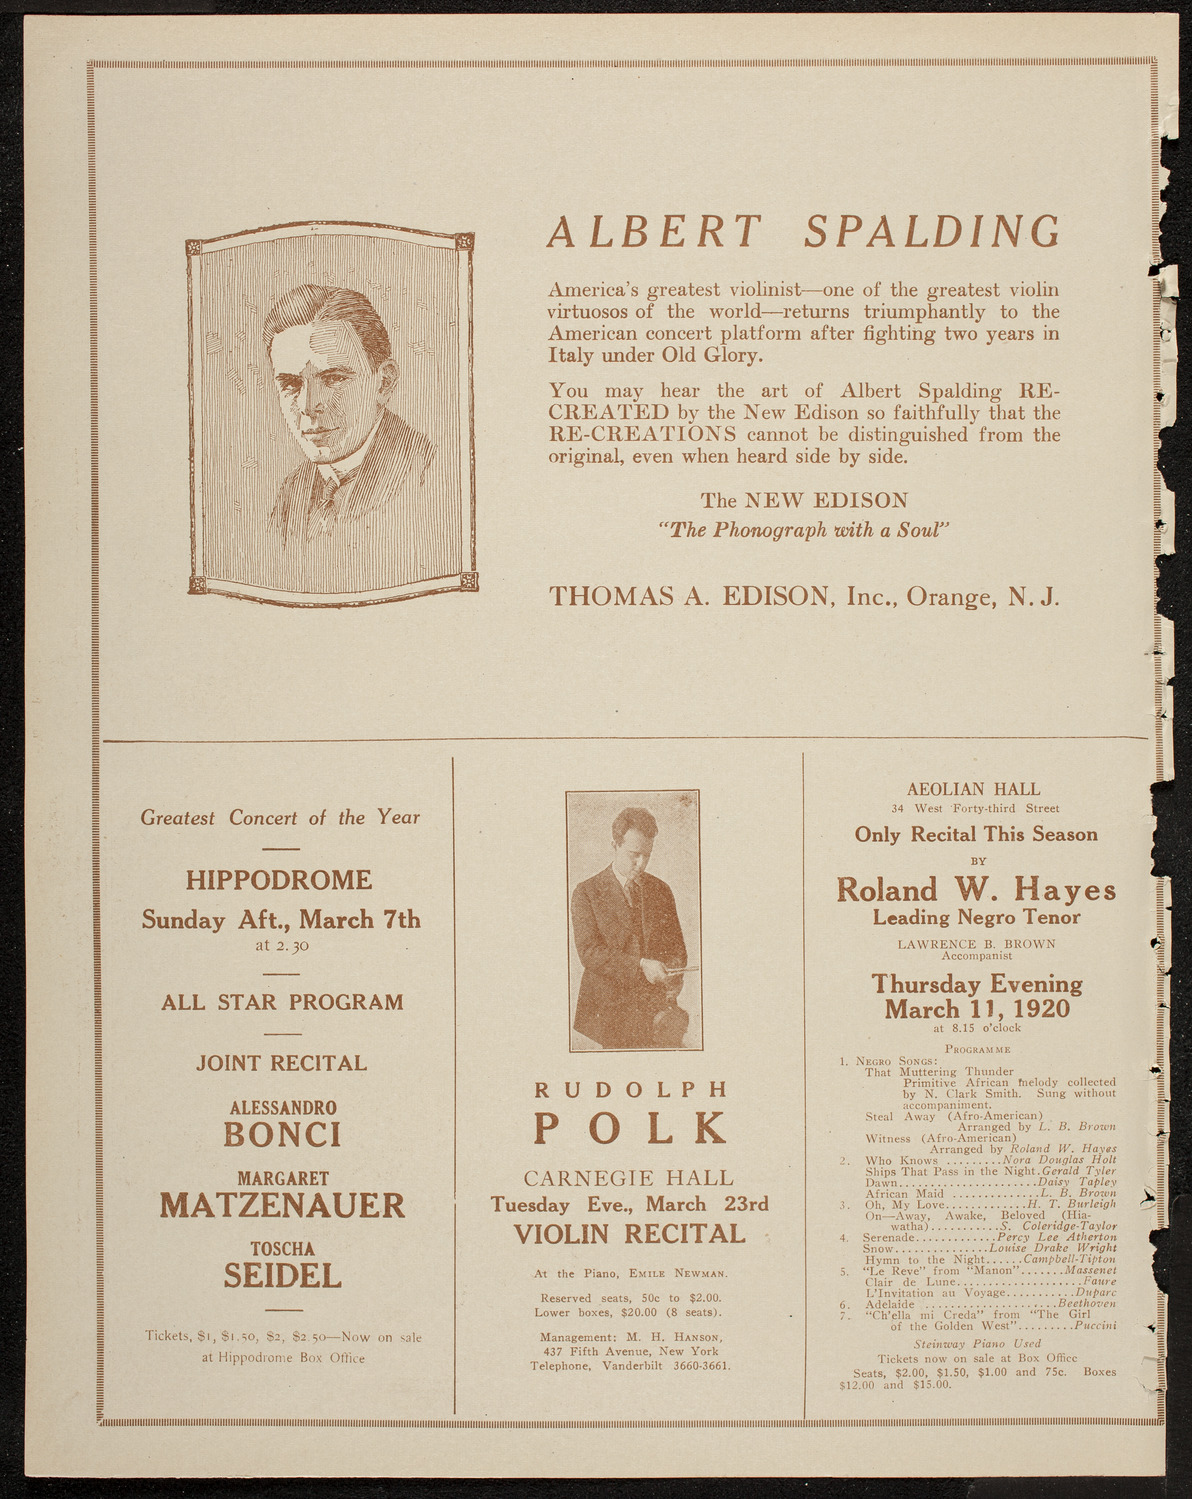 ALBERT SPALDING
America's greatest violinist—one of the greatest violin
virtuosos of the world—returns triumphantly to the
American concert platform after fighting two years in
Italy under Old Glory.
You may hear the art of Albert Spalding RE-
CREATED by the New Edison so faithfully that the
RE-CREATIONS cannot be distinguished from the
original, even when heard side by side.
The NEW EDISON
"The Phonograph with a Soul"
THOMAS A. EDISON, Inc., Orange, N. J.
Greatest Concert of the Year
HIPPODROME
Sunday Aft., March 7th
at 2.30
ALL STAR PROGRAM
JOINT RECITAL
ALESSANDRO
BONCI
MARGARET
MATZENAUER
TOSCHA
SEIDEL
Tickets, $1, $1.50, $2, $2 50—Now on sale
at Hippodrome Box Office
RUDOLPH
POLK
CARNEGIE HALL
Tuesday Eve., March 23rd
VIOLIN RECITAL
At the Piano, EMILE NEWMAN.
Reserved seats, 50c to $2.00.
Lower boxes, $20.00 (8 seats).
Management: M. H. HANSON,
437 Fifth Avenue, New York
Telephone, Vanderbilt 3660-3661.
AEOLIAN HALL
34 West Forty-third Street
Only Recital This Season
BY
Roland W. Hayes
Leading Negro Tenor
LAWRENCE B. BROWN
Accompanist
Thursday Evening
March 11, 1920
at 8.15 o'clock
PROGRAMME
1. NEGRO SONGS:
That Muttering Thunder
Primitive African melody collected
by N. Clark Smith. Sung without
accompaniment.
Steal Away (Afro-American)
Arranged by L. B. Brown
Witness (Afro-American)
Arranged by Roland W. Hayes
2. Who Knows .........Nora Douglas Holt
Ships That Pass in the Night.Gerald Tyler
Dawn.......................Daisy Tapley
African Maid ..............L. B. Brown
3. Oh, My Love.............H. T. Burleigh
On—Away, Awake, Beloved (Hia-
watha)...........S. Coleridge-Taylor
4. Serenade.............Percy Lee Atherton
Snow...............Louise Drake Wright
Hymn to the Night......Campbell-Tipton
5. "Le Reve" from "Manon".......Massenet
Clair de Lune....................Faure
L'Invitation au Voyage...........Duparc
6. Adelaide ......................Beethoven
7. "Ch'ella mi Creda" from "The Girl
of the Golden West".........Puccini
Steinway Piano Used
Tickets now on sale at Box Office
Seats, $2.00, $1.50, $1.00 and 75c. Boxes
$12.00 and $15.00.